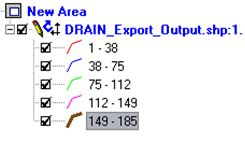 New Area
DRAIN_Export_Output.shp:1.
1 - 38
38 - 75
75 - 112
112 - 149
149 - 185